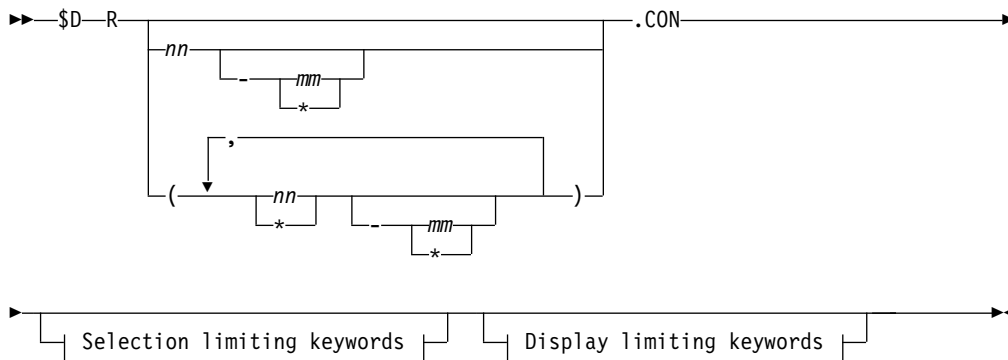 $D R .CON
nn
- mm
*
,
( nn )
* - mm
*
Selection limiting keywords Display limiting keywords